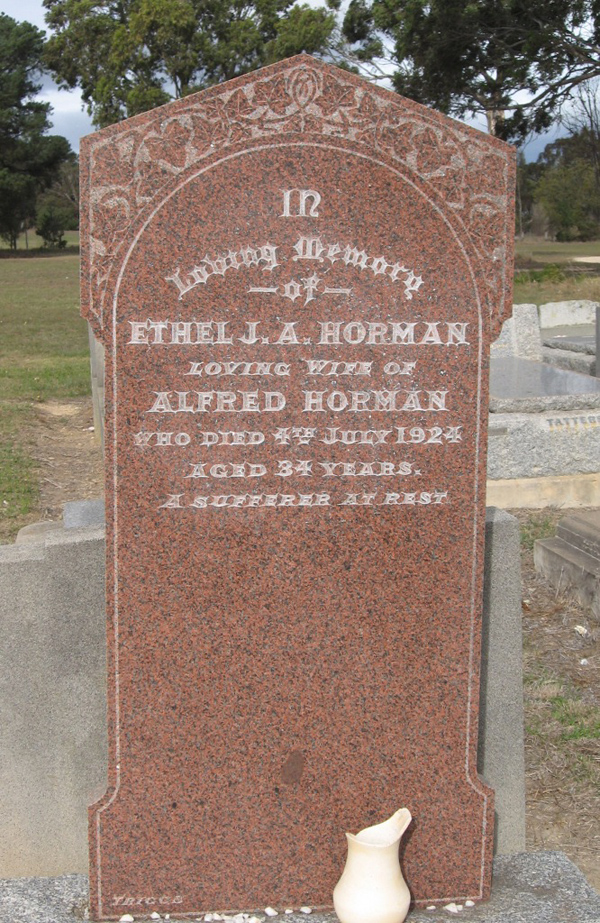 IN
Loving Memory
of
ETHEL J. A. HORMAN
LOVING WIFE OF
ALFRED HORMAN
WHO DIED 4TH JULY 1924
AGED 34 YEARS.
A SUFFERER AT REST
TRIGGS